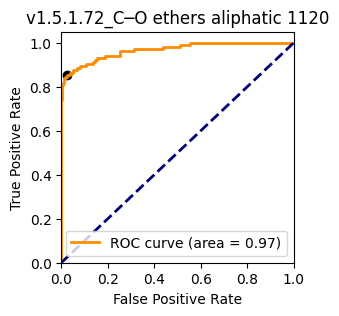 v1.5.1.72_C─O ethers aliphatic 1120
True Positive Rate
1.0
0.8
0.6
0.4
0.2
0.0
ROC curve (area = 0.97)
0.0 0.2 0.4 0.6 0.8 1.0
False Positive Rate